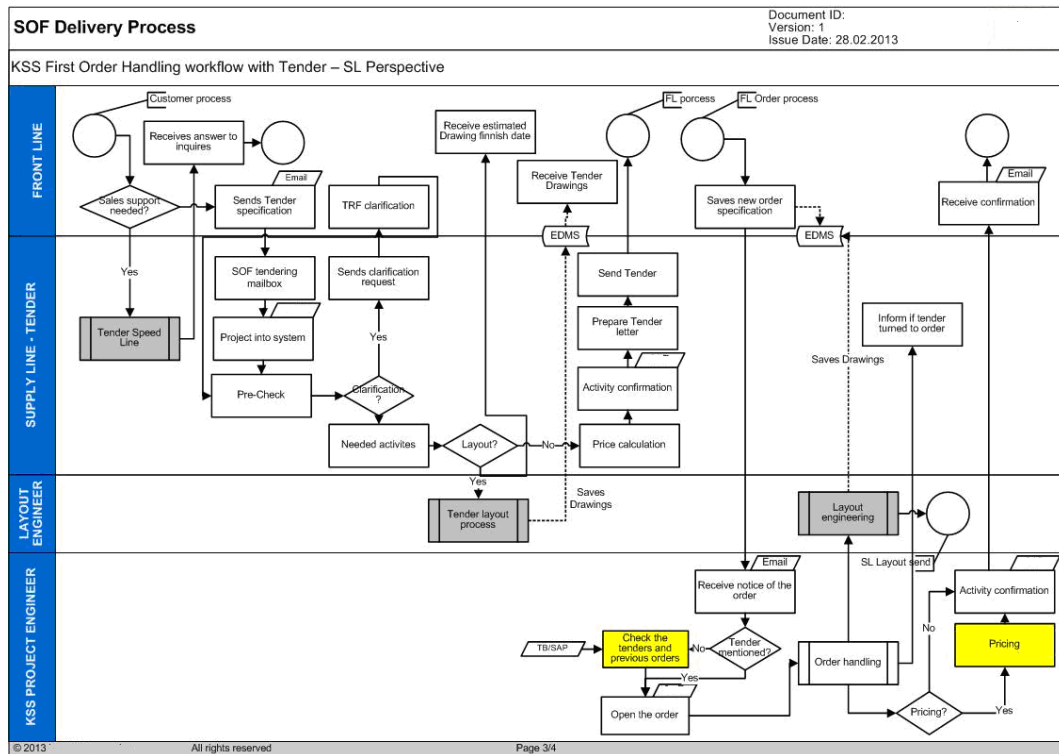 SOF Delivery Process
Document ID:
Version: 1
Issue Date: 28.02.2013
KSS First Order Handling workflow with Tender – SL Perspective
FRONT LINE
Customer process
Receives answer to
inquires
Sales support
needed?
Email
Sends Tender
specification
TRF clarification
Receive estimated
Drawing finnish date
Receive Tender
Drawings
EDMS
FL porcess
FL Order process
Saves new order
specification
EDMS
Email
Receive confirmation
SUPPLY LINE - TENDER
Yes
Tender Speed
Line
SOF tendering
mailbox
Project into system
Pre-Check
Sends clarification
request
Yes
Clarification
?
Needed activites
Layout?
No
Send Tender
Prepare Tender
letter
Activity confirmation
Price calculation
Inform if tender
turned to order
Saves Drawings
LAYOUT
ENGINEER
Yes
Tender layout
process
Saves
Drawings
Layout
engineering
SL Layout send
KSS PROJECT ENGINEER
Email
Receive notice of the
order
Tender
mentioned?
No
Yes
TB/SAP
Check the
tenders and
previous orders
Open the order
Order handling
Activity confirmation
No
Pricing
Pricing?
Yes
© 2013
All rights reserved
Page 3/4